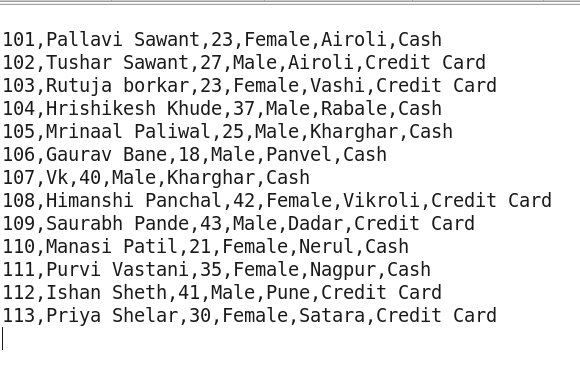 101,Pallavi Sawant,23,Female,Airoli,Cash
102,Tushar Sawant,27,Male,Airoli,Credit Card
103,Rutuja borkar,23,Female,Vashi,Credit Card
104,Hrishikesh Khude,37,Male,Rabale,Cash
105,Mrinaal Paliwal,25,Male,Kharghar,Cash
106,Gaurav Bane,18,Male,Panvel,Cash
107,Vk,40,Male,Kharghar,Cash
108,Himanshi Panchal,42,Female,Vikroli,Credit Card
109,Saurabh Pande,43,Male,Dadar,Credit Card
110,Manasi Patil,21,Female,Nerul,Cash
111,Purvi Vastani,35,Female,Nagpur,Cash
112,Ishan Sheth,41,Male,Pune,Credit Card
113,Priya Shelar,30,Female,Satara,Credit Card